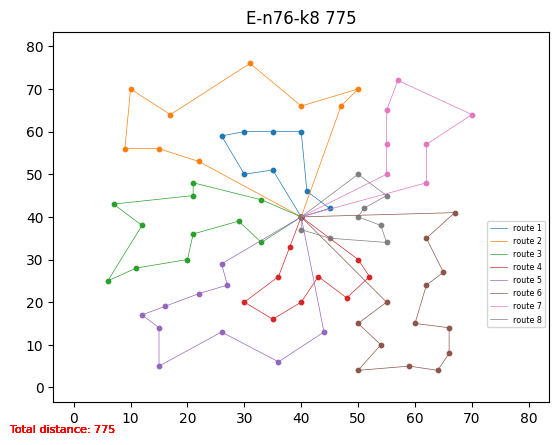 E-n76-k8 775
80
70
60
50
40
30
20
10
0
0 10 20 30 40 50 60 70 80
route 1
route 2
route 3
route 4
route 5
route 6
route 7
route 8
Total distance: 775